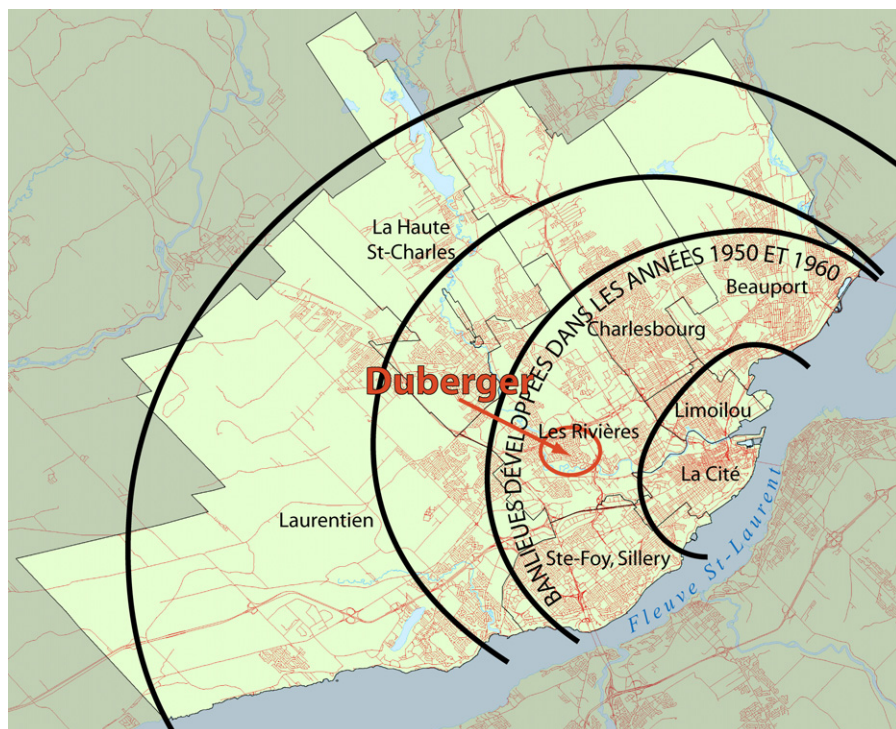 La Haute
St-Charles
BANLIEUES DÉVELOPPÉES DANS LES ANNÉES 1950 ET 1960
Beauport
Charlesbourg
Duberger
Limoilou
Les Rivières
La Cité
Laurentien
Ste-Foy, Sillery
Fleuve St-Laurent